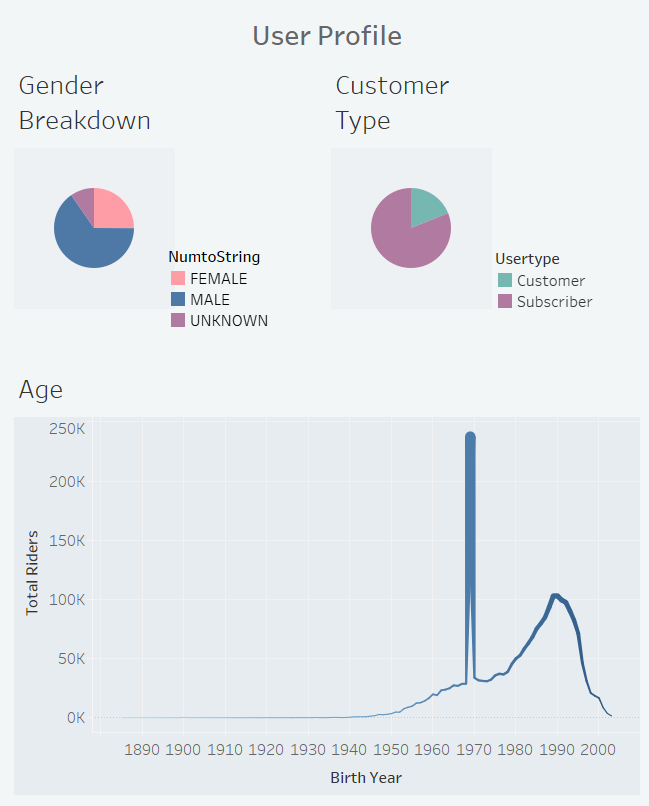 User Profile
Gender
Breakdown
Customer
Type
NumtoString
FEMALE
MALE
UNKNOWN
Usertype
Customer
Subscriber
Age
250K
200K
150K
100K
50K
0K
Total Riders
1890 1900 1910 1920 1930 1940 1950 1960 1970 1980 1990 2000
Birth Year